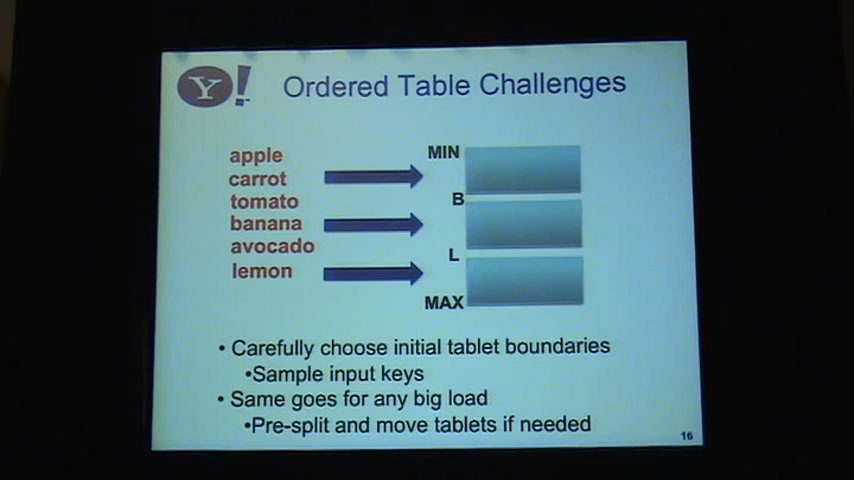 Y!
Ordered Table Challenges
apple
carrot
tomato
banana
avocado
lemon
MIN
B
L
MAX
• Carefully choose initial tablet boundaries
•Sample input keys
• Same goes for any big load
•Pre-split and move tablets if needed
16